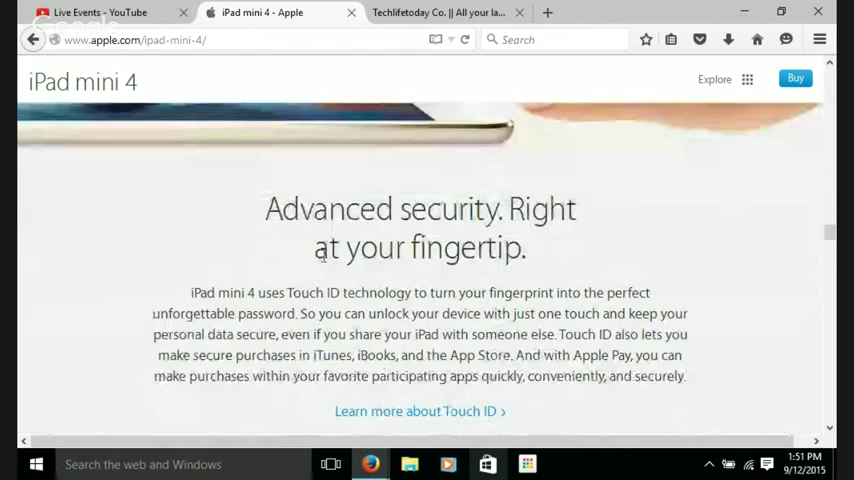 Live Events - YouTube
iPad mini 4 - Apple
Techlifetoday Co. || All your la...
Google
www.apple.com/ipad-mini-4/
Search
iPad mini 4
Explore
Buy
Advanced security. Right
at your fingertip.
iPad mini 4 uses Touch ID technology to turn your fingerprint into the perfect
unforgettable password. So you can unlock your device with just one touch and keep your
personal data secure, even if you share your iPad with someone else. Touch ID also lets you
make secure purchases in iTunes, iBooks, and the App Store. And with Apple Pay, you can
make purchases within your favorite participating apps quickly, conveniently, and securely.
Learn more about Touch ID >
Search the web and Windows
1:51 PM
9/12/2015